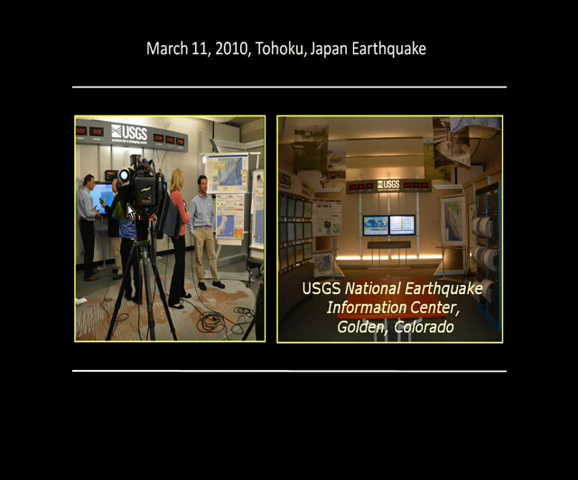 March 11, 2010, Tohoku, Japan Earthquake
USGS
USGS
USGS National Earthquake
Information Center,
Golden, Colorado